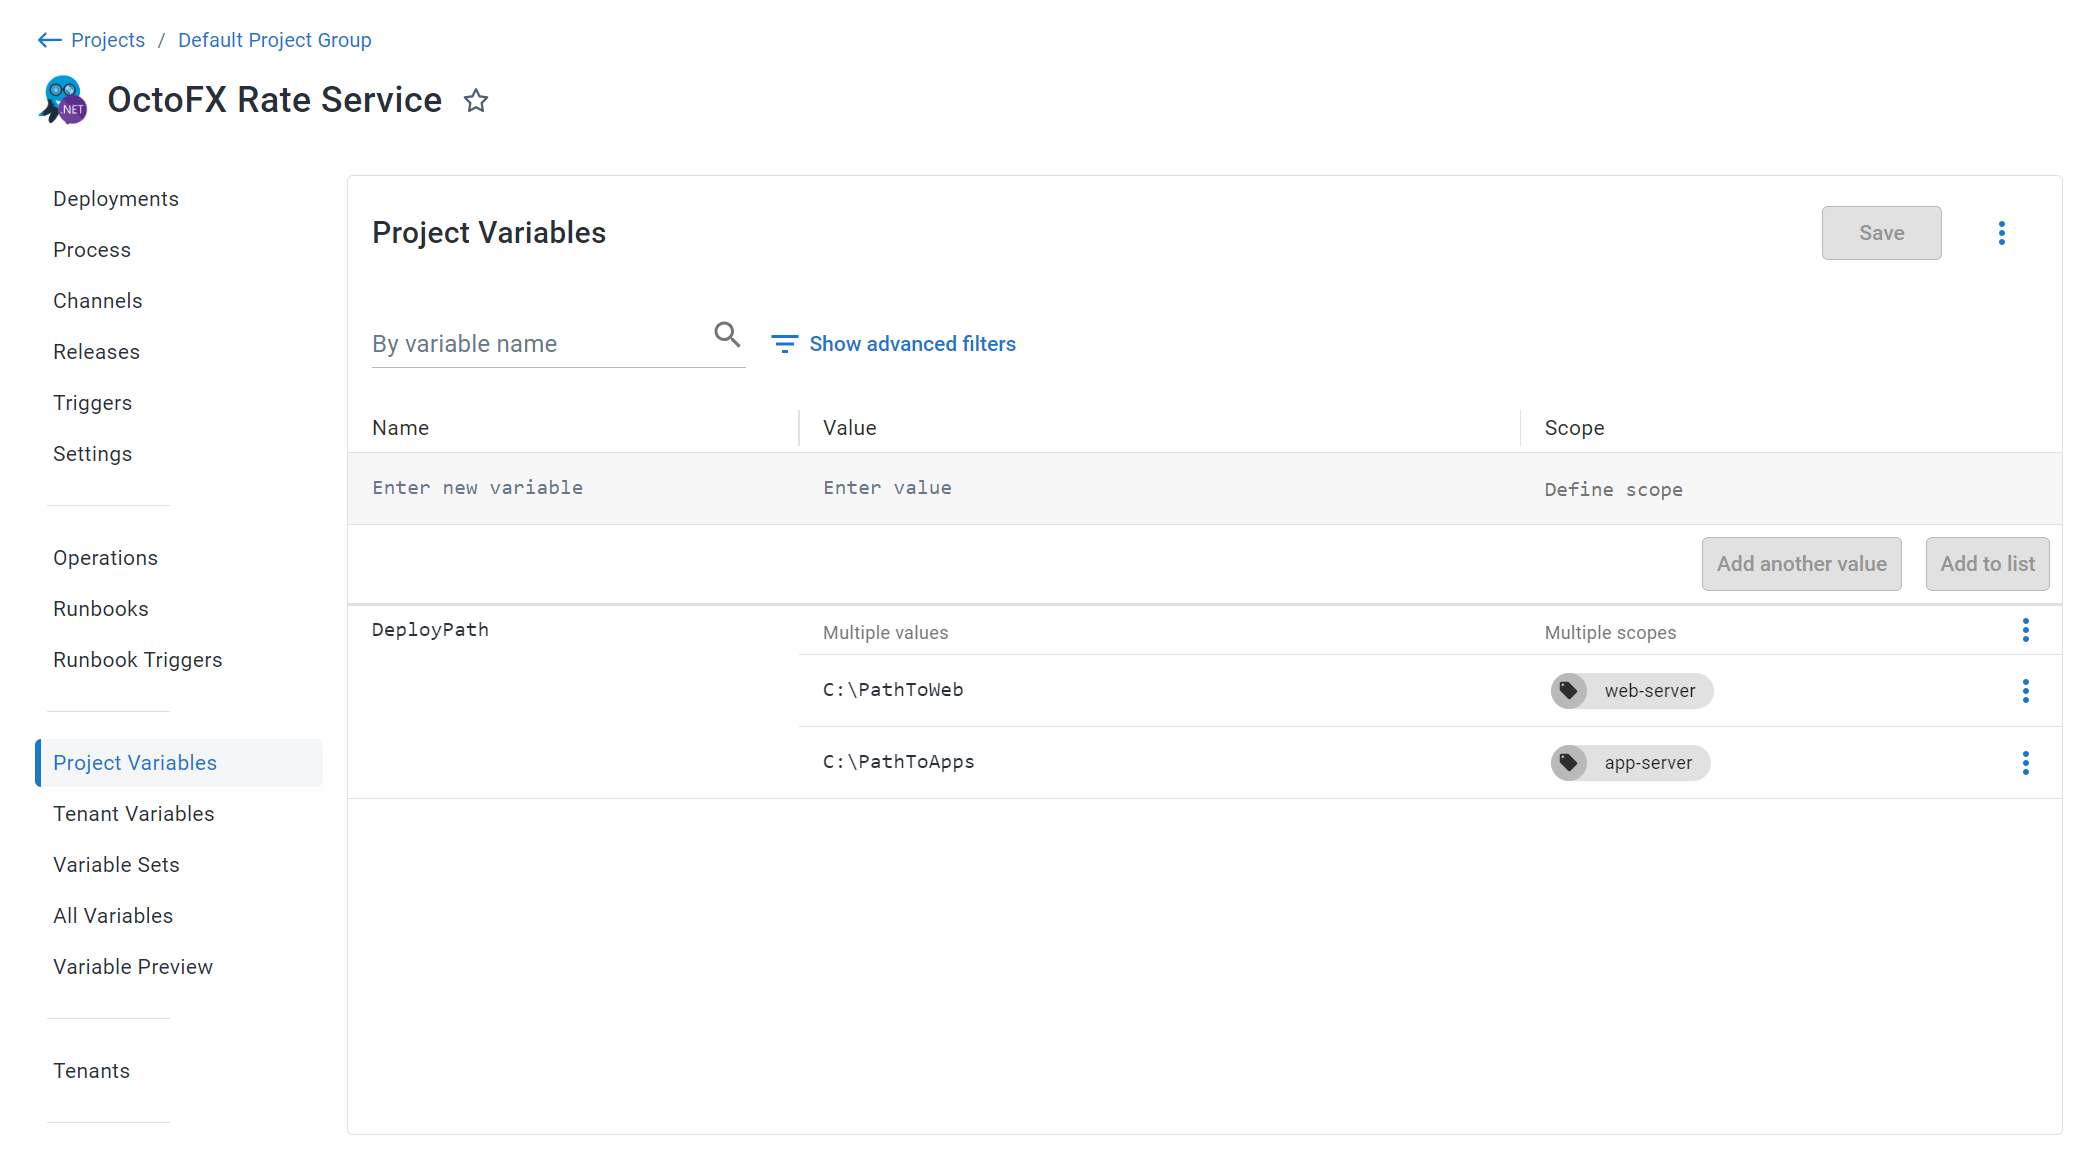 Projects / Default Project Group
NET
OctoFX Rate Service
Deployments
Process
Channels
Releases
Triggers
Settings
Operations
Runbooks
Runbook Triggers
Project Variables
Tenant Variables
Variable Sets
All Variables
Variable Preview
Tenants
Project Variables
Save
By variable name
Show advanced filters
Name Value Scope
Enter new variable Enter value Define scope
Add another value Add to list
DeployPath Multiple values Multiple scopes
C:\PathToWeb web-server
C:\PathToApps app-server